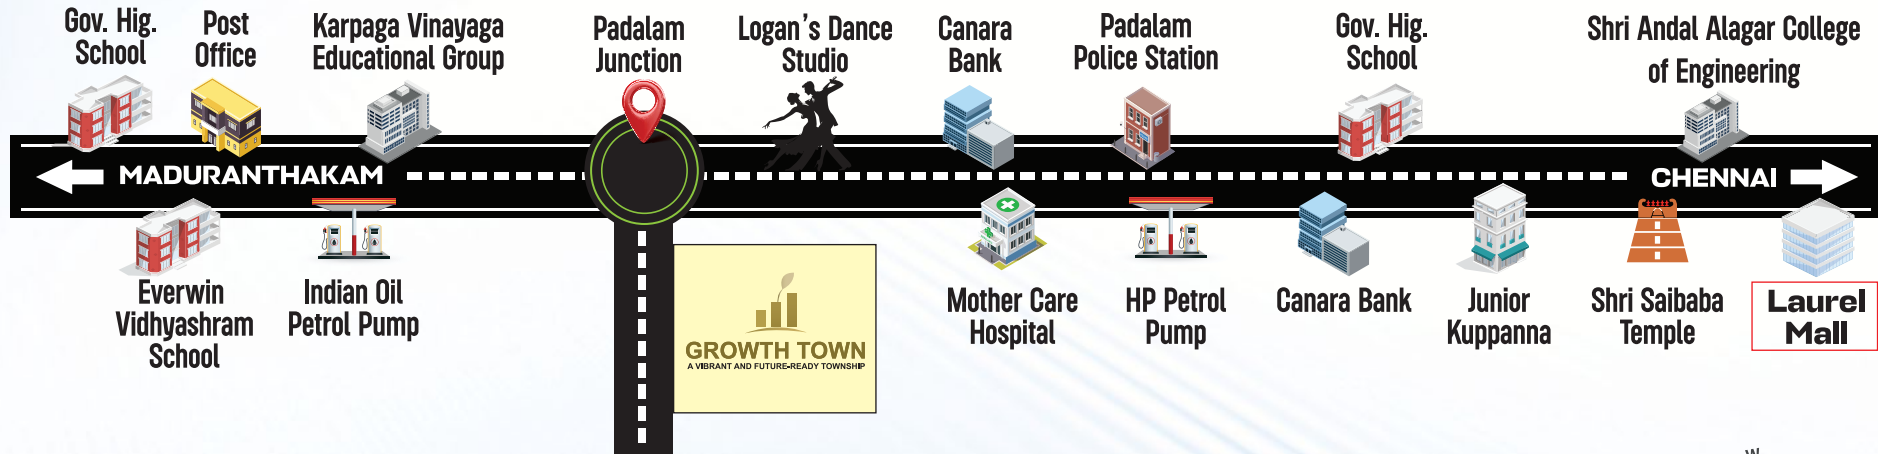 Gov. Hig.
School
Post
Office
Karpaga Vinayaga
Educational Group
Padalam
Junction
Logan's Dance
Studio
Canara
Bank
Padalam
Police Station
Gov. Hig.
School
Shri Andal Alagar College
of Engineering
MADURANTHAKAM
CHENNAI
Everwin
Vidhyashram
School
Indian Oil
Petrol Pump
GROWTH TOWN
A VIBRANT AND FUTURE-READY TOWNSHIP
Mother Care
Hospital
HP Petrol
Pump
Canara Bank
Junior
Kuppanna
Shri Saibaba
Temple
Laurel
Mall
W